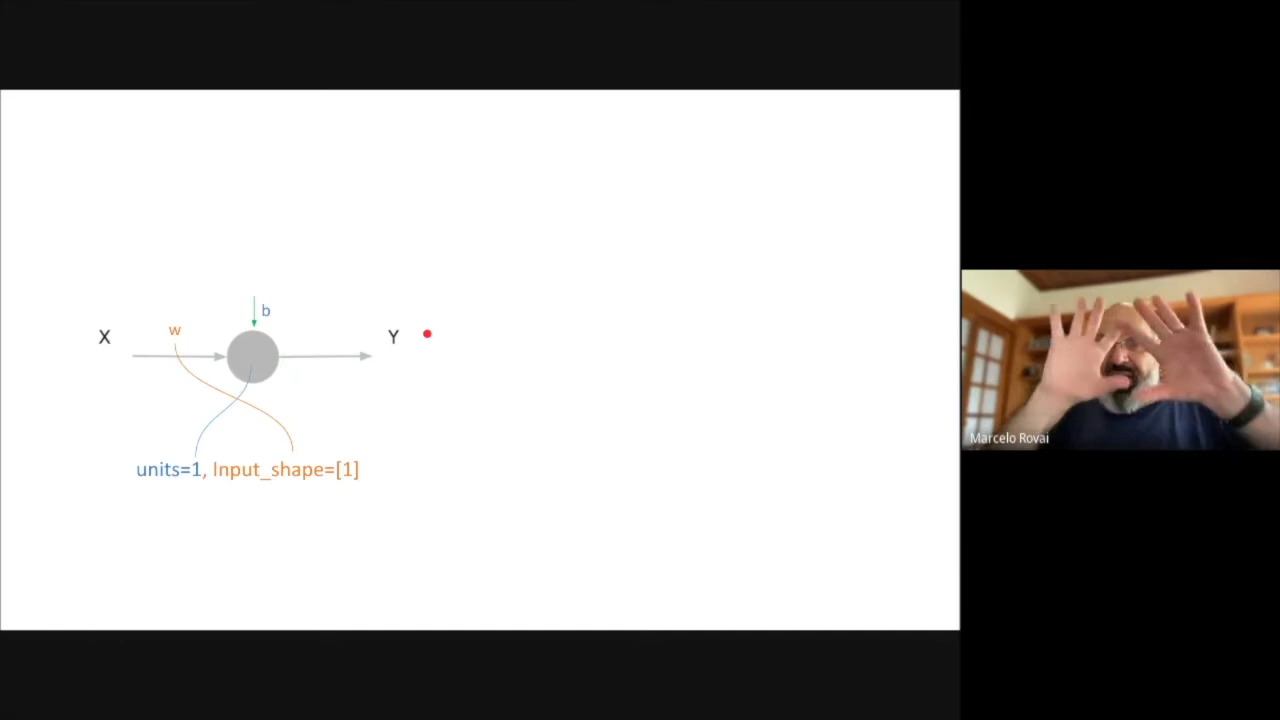 b
X w Y
units=1, Input_shape=[1]
Marcelo Rovai